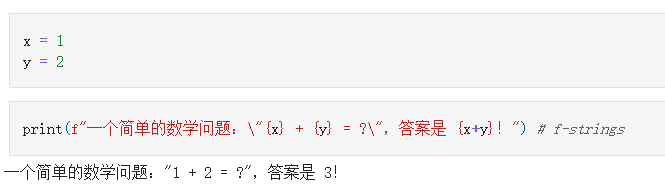 x = 1
y = 2
print(f"一个简单的数学问题：\"{x} + {y} = ?\"，答案是 {x+y}! ") # f-strings
一个简单的数学问题："1 + 2 = ?"，答案是 3!